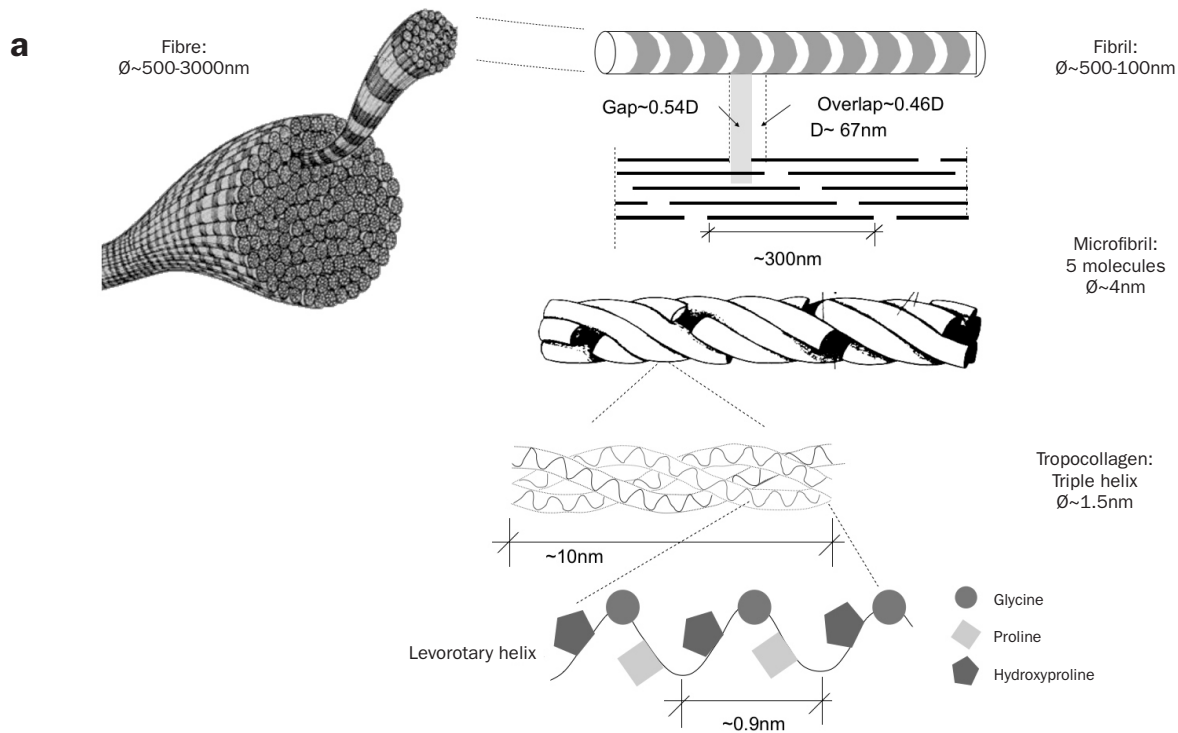 a
Fibre:
Ø~500-3000nm
Fibril:
Ø~500-100nm
Gap~0.54D
Overlap~0.46D
D~ 67nm
~300nm
Microfibril:
5 molecules
Ø~4nm
Tropocollagen:
Triple helix
Ø~1.5nm
~10nm
Levorotary helix
Glycine
Proline
Hydroxyproline
~0.9nm